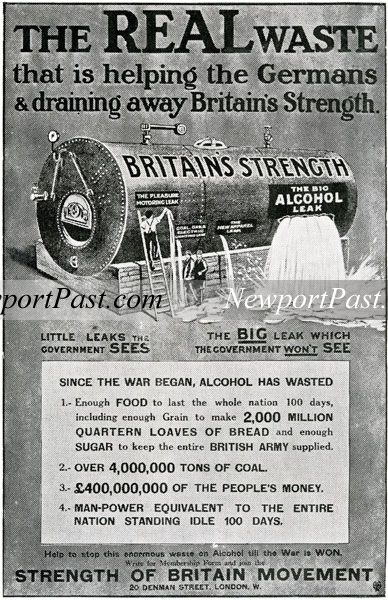 THE REAL WASTE
that is helping the Germans
& draining away Britain's Strength.
BRITAIN'S STRENGTH
THE PLEASURE
MOTORING LEAK
COAL, GAS &
ELECTRIC
THE
NEW APPAREL
LEAK
THE BIG
ALCOHOL
LEAK
NewportPast.com
NewportPast.com
LITTLE LEAKS THE
GOVERNMENT SEES
THE BIG LEAK WHICH
THE GOVERNMENT WON'T SEE
SINCE THE WAR BEGAN, ALCOHOL HAS WASTED
1.- Enough FOOD to last the whole nation 100 days,
including enough Grain to make 2,000 MILLION
QUARTERN LOAVES OF BREAD and enough
SUGAR to keep the entire BRITISH ARMY supplied.
2.- OVER 4,000,000 TONS OF COAL.
3.- £400,000,000 OF THE PEOPLE'S MONEY.
4.- MAN-POWER EQUIVALENT TO THE ENTIRE
NATION STANDING IDLE 100 DAYS.
Help to stop this enormous waste on Alcohol till the War is WON.
Write for Membership Form and join the
STRENGTH OF BRITAIN MOVEMENT
20 DENMAN STREET, LONDON, W.